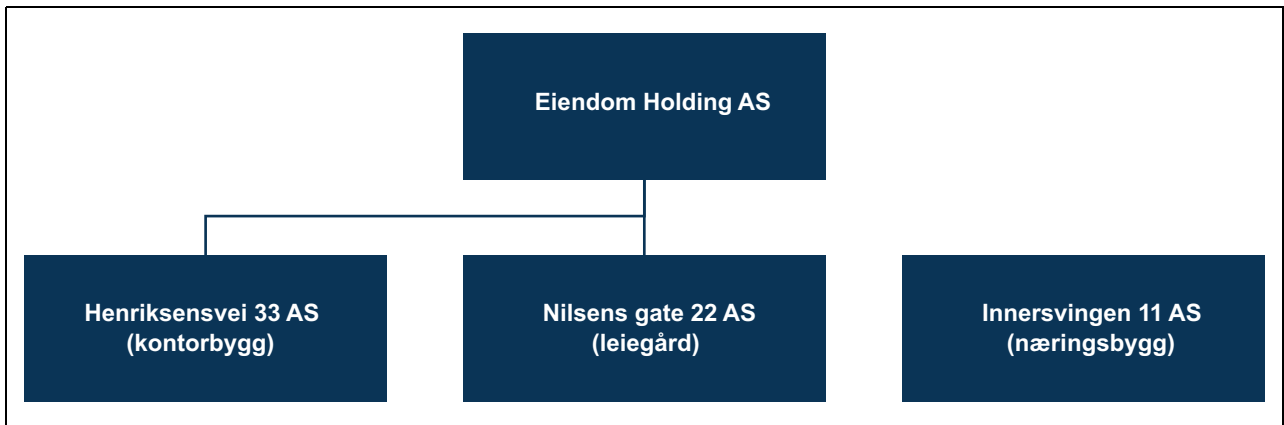 Eiendom Holding AS
Henriksensvei 33 AS
(kontorbygg)
Nilsens gate 22 AS
(leiegård)
Innersvingen 11 AS
(næringsbygg)